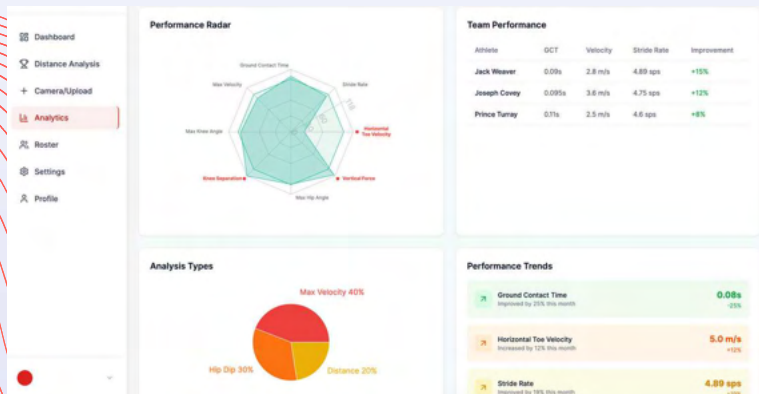 Dashboard
Distance Analysis
Camera/Upload
Analytics
Roster
Settings
Profile
Performance Radar
Ground Contact Time
Max Velocity
Stride Rate
Max Knee Angle
Horizontal
Toe Velocity
Knee Separation
Vertical Force
Max Hip Angle
Team Performance
Athlete GCT Velocity Stride Rate Improvement
Jack Weaver 0.09s 2.8 m/s 4.89 sps +15%
Joseph Covey 0.095s 3.6 m/s 4.75 sps +12%
Prince Turray 0.11s 2.5 m/s 4.6 sps +8%
Analysis Types
Max Velocity 40%
Hip Dip 30%
Distance 20%
Performance Trends
Ground Contact Time 0.08s
Improved by 25% this month -25%
Horizontal Toe Velocity 5.0 m/s
Increased by 12% this month +12%
Stride Rate 4.89 sps